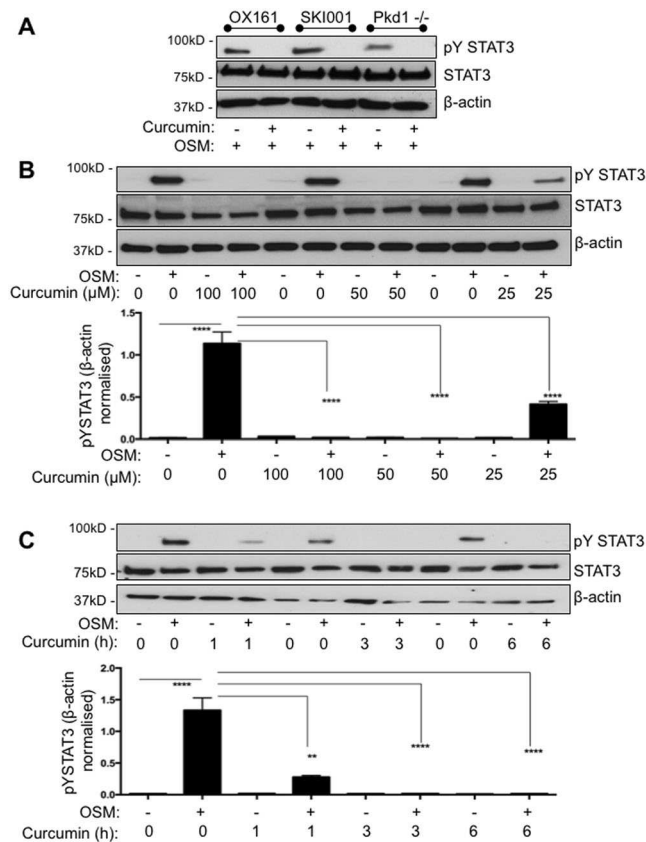 A
OX161 SKI001 Pkd1 -/-
100kD - pY STAT3
75kD - STAT3
37kD - β-actin
Curcumin: - + - + - +
OSM: + + + + + +
B
100kD - pY STAT3
75kD - STAT3
37kD - β-actin
OSM: - + - + - + - + - + - +
Curcumin (µM): 0 0 100 100 0 0 50 50 0 0 25 25
pYSTAT3 (β-actin
normalised)
1.5
1.0
0.5
0.0
**** **** **** ****
OSM: - + - + - + - +
Curcumin (µM): 0 0 100 100 50 50 25 25
C
100kD - pY STAT3
75kD - STAT3
37kD - β-actin
OSM: - + - + - + - + - + - +
Curcumin (h): 0 0 1 1 0 0 3 3 0 0 6 6
pYSTAT3 (β-actin
normalised)
2.0
1.5
1.0
0.5
0.0
**** ** **** ****
OSM: - + - + - + - +
Curcumin (h): 0 0 1 1 3 3 6 6